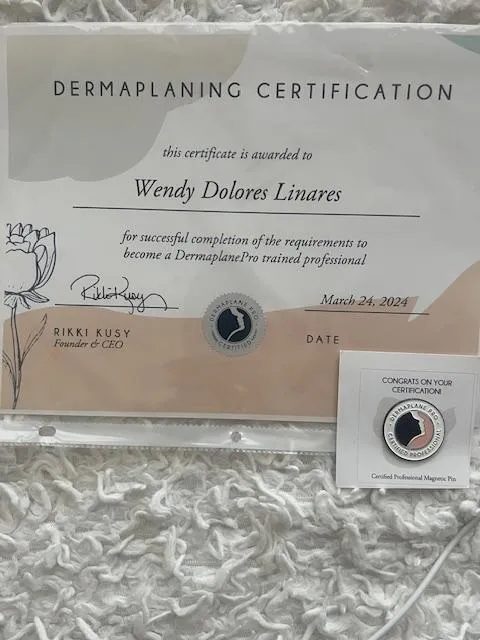 DERMAPLANING CERTIFICATION
this certificate is awarded to
Wendy Dolores Linares
for successful completion of the requirements to
become a DermaplanePro trained professional
Rikki Kusy
March 24, 2024
RIKKI KUSY
Founder & CEO
DERMAPLANE PRO
CERTIFIED
DATE
CONGRATS ON YOUR
CERTIFICATION!
DERMAPLANE PRO
CERTIFIED PROFESSIONAL
Certified Professional Magnetic Pin